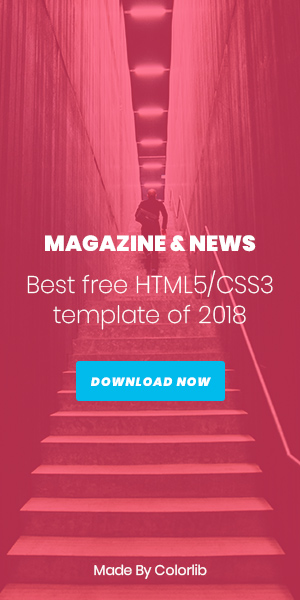 MAGAZINE & NEWS
Best free HTML5/CSS3
template of 2018
DOWNLOAD NOW
Made By Colorlib